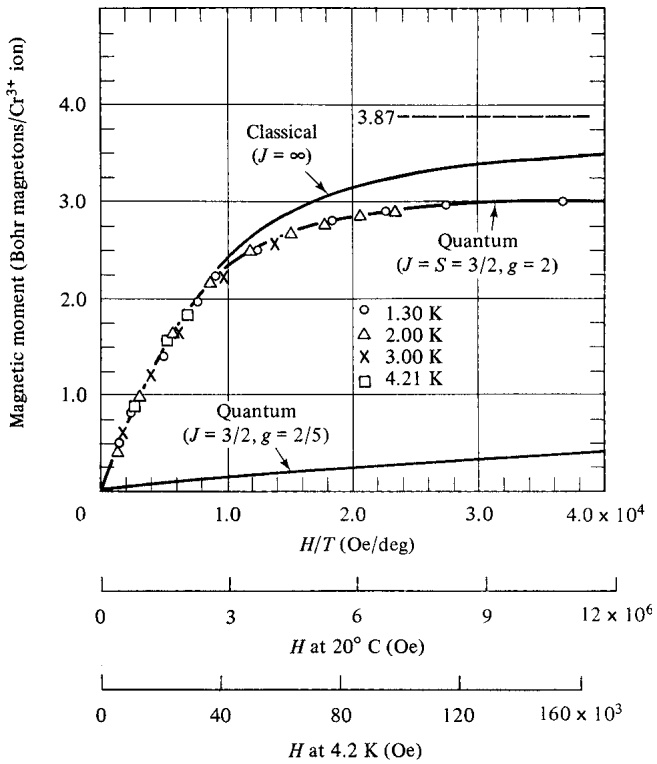 Magnetic moment (Bohr magnetons/Cr³⁺ ion)
4.0
3.0
2.0
1.0
0
3.87
Classical
(J = ∞)
Quantum
(J = S = 3/2, g = 2)
1.30 K
2.00 K
3.00 K
4.21 K
Quantum
(J = 3/2, g = 2/5)
1.0 2.0 3.0 4.0 x 10⁴
H/T (Oe/deg)
0 3 6 9 12 x 10⁶
H at 20° C (Oe)
0 40 80 120 160 x 10³
H at 4.2 K (Oe)